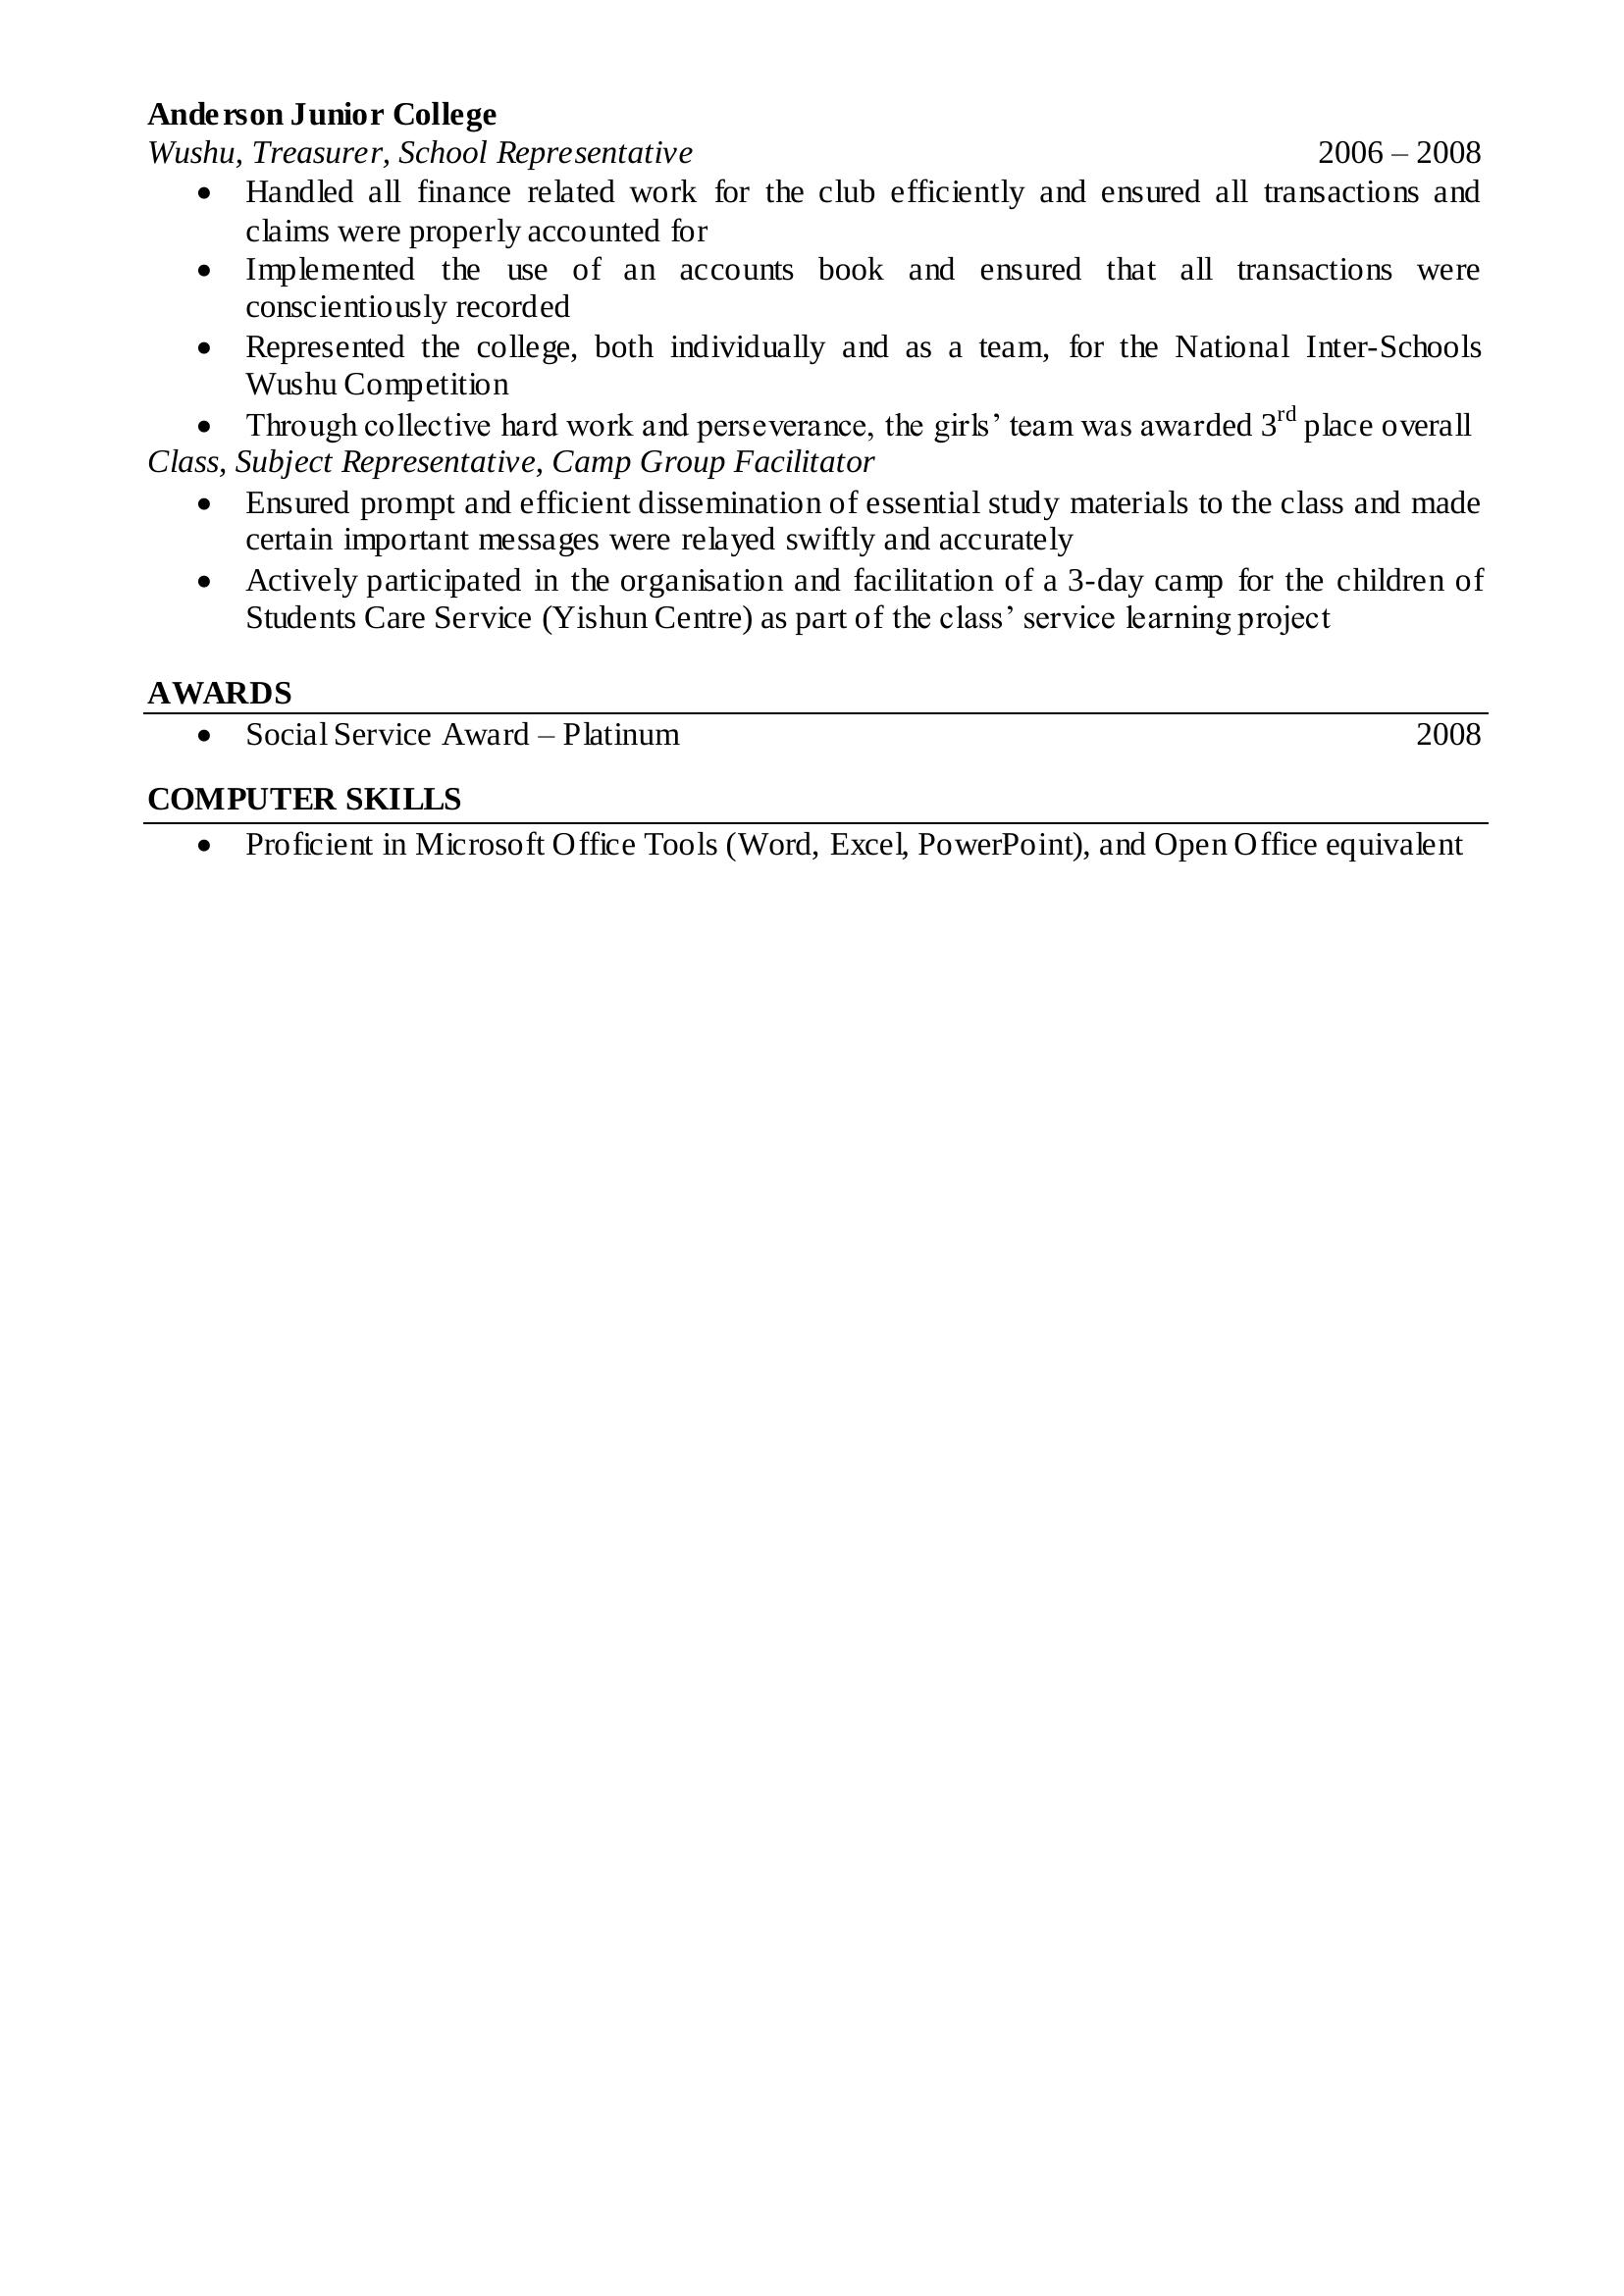 Anderson Junior College
Wushu, Treasurer, School Representative 2006 – 2008
• Handled all finance related work for the club efficiently and ensured all transactions and
claims were properly accounted for
• Implemented the use of an accounts book and ensured that all transactions were
conscientiously recorded
• Represented the college, both individually and as a team, for the National Inter-Schools
Wushu Competition
• Through collective hard work and perseverance, the girls’ team was awarded 3rd place overall
Class, Subject Representative, Camp Group Facilitator
• Ensured prompt and efficient dissemination of essential study materials to the class and made
certain important messages were relayed swiftly and accurately
• Actively participated in the organisation and facilitation of a 3-day camp for the children of
Students Care Service (Yishun Centre) as part of the class’ service learning project
AWARDS
• Social Service Award – Platinum 2008
COMPUTER SKILLS
• Proficient in Microsoft Office Tools (Word, Excel, PowerPoint), and Open Office equivalent